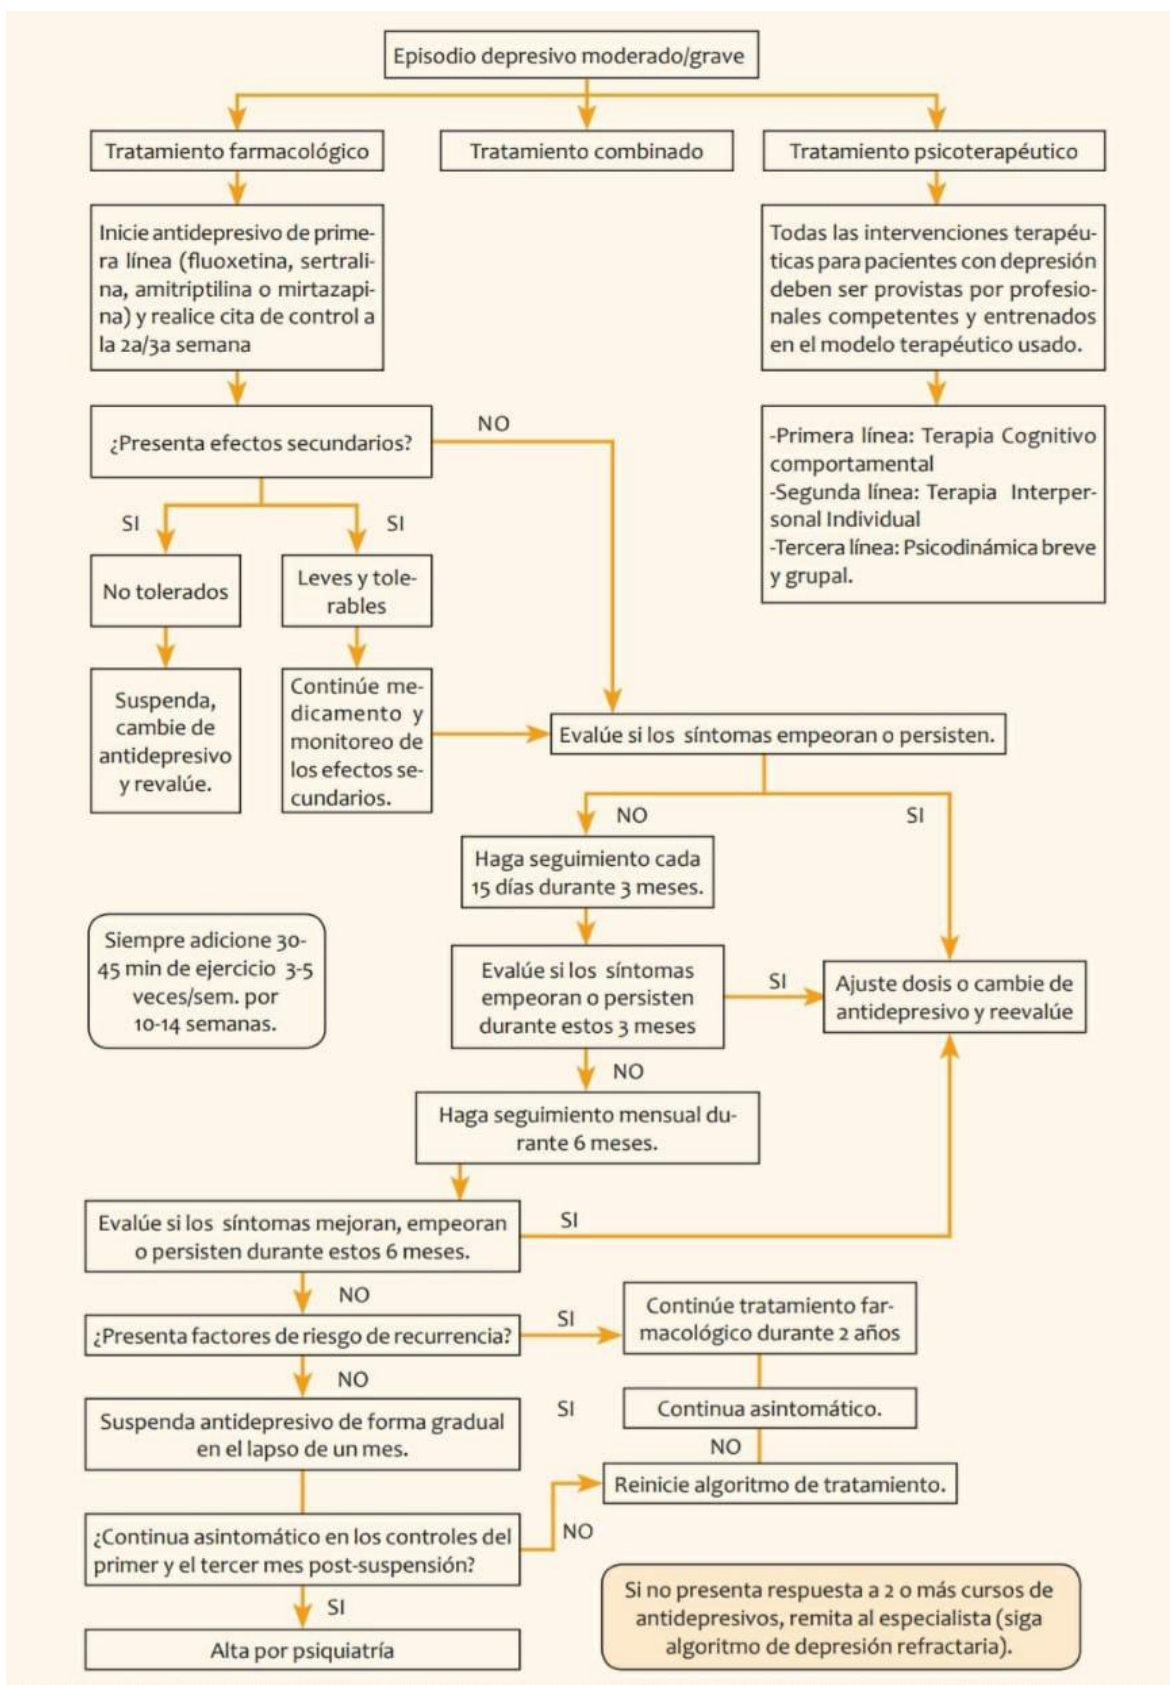 Episodio depresivo moderado/grave
Tratamiento farmacológico
Tratamiento combinado
Tratamiento psicoterapéutico
Inicie antidepresivo de prime-
ra línea (fluoxetina, sertrali-
na, amitriptilina o mirtazapi-
na) y realice cita de control a
la 2a/3a semana
Todas las intervenciones terapéu-
ticas para pacientes con depresión
deben ser provistas por profesio-
nales competentes y entrenados
en el modelo terapéutico usado.
¿Presenta efectos secundarios?
NO
-Primera línea: Terapia Cognitivo
comportamental
-Segunda línea: Terapia Interper-
sonal Individual
-Tercera línea: Psicodinámica breve
y grupal.
SI
SI
No tolerados
Leves y tole-
rables
Suspenda,
cambie de
antidepresivo
y revalúe.
Continúe me-
dicamento y
monitoreo de
los efectos se-
cundarios.
Evalúe si los síntomas empeoran o persisten.
NO
SI
Haga seguimiento cada
15 días durante 3 meses.
Siempre adicione 30-
45 min de ejercicio 3-5
veces/sem. por
10-14 semanas.
Evalúe si los síntomas
empeoran o persisten
durante estos 3 meses
SI
Ajuste dosis o cambie de
antidepresivo y reevalúe
NO
Haga seguimiento mensual du-
rante 6 meses.
Evalúe si los síntomas mejoran, empeoran
o persisten durante estos 6 meses.
SI
NO
¿Presenta factores de riesgo de recurrencia?
SI
Continúe tratamiento far-
macológico durante 2 años
NO
Suspenda antidepresivo de forma gradual
en el lapso de un mes.
SI
Continua asintomático.
NO
Reinicie algoritmo de tratamiento.
¿Continua asintomático en los controles del
primer y el tercer mes post-suspensión?
NO
SI
Alta por psiquiatría
Si no presenta respuesta a 2 o más cursos de
antidepresivos, remita al especialista (siga
algoritmo de depresión refractaria).